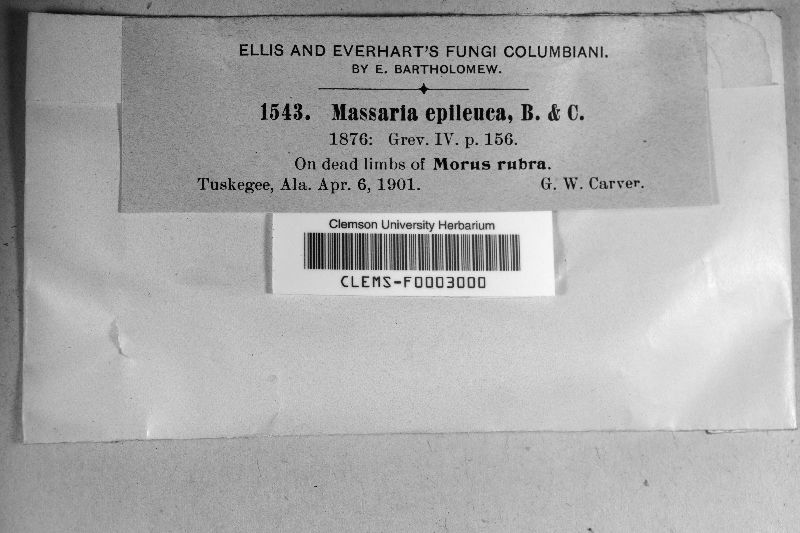 ELLIS AND EVERHART'S FUNGI COLUMBIANI.
BY E. BARTHOLOMEW.
1543. Massaria epileuca, B. & C.
1876: Grev. IV. p. 156.
On dead limbs of Morus rubra.
Tuskegee, Ala. Apr. 6, 1901. G. W. Carver.
Clemson University Herbarium
CLEMS-F0003000